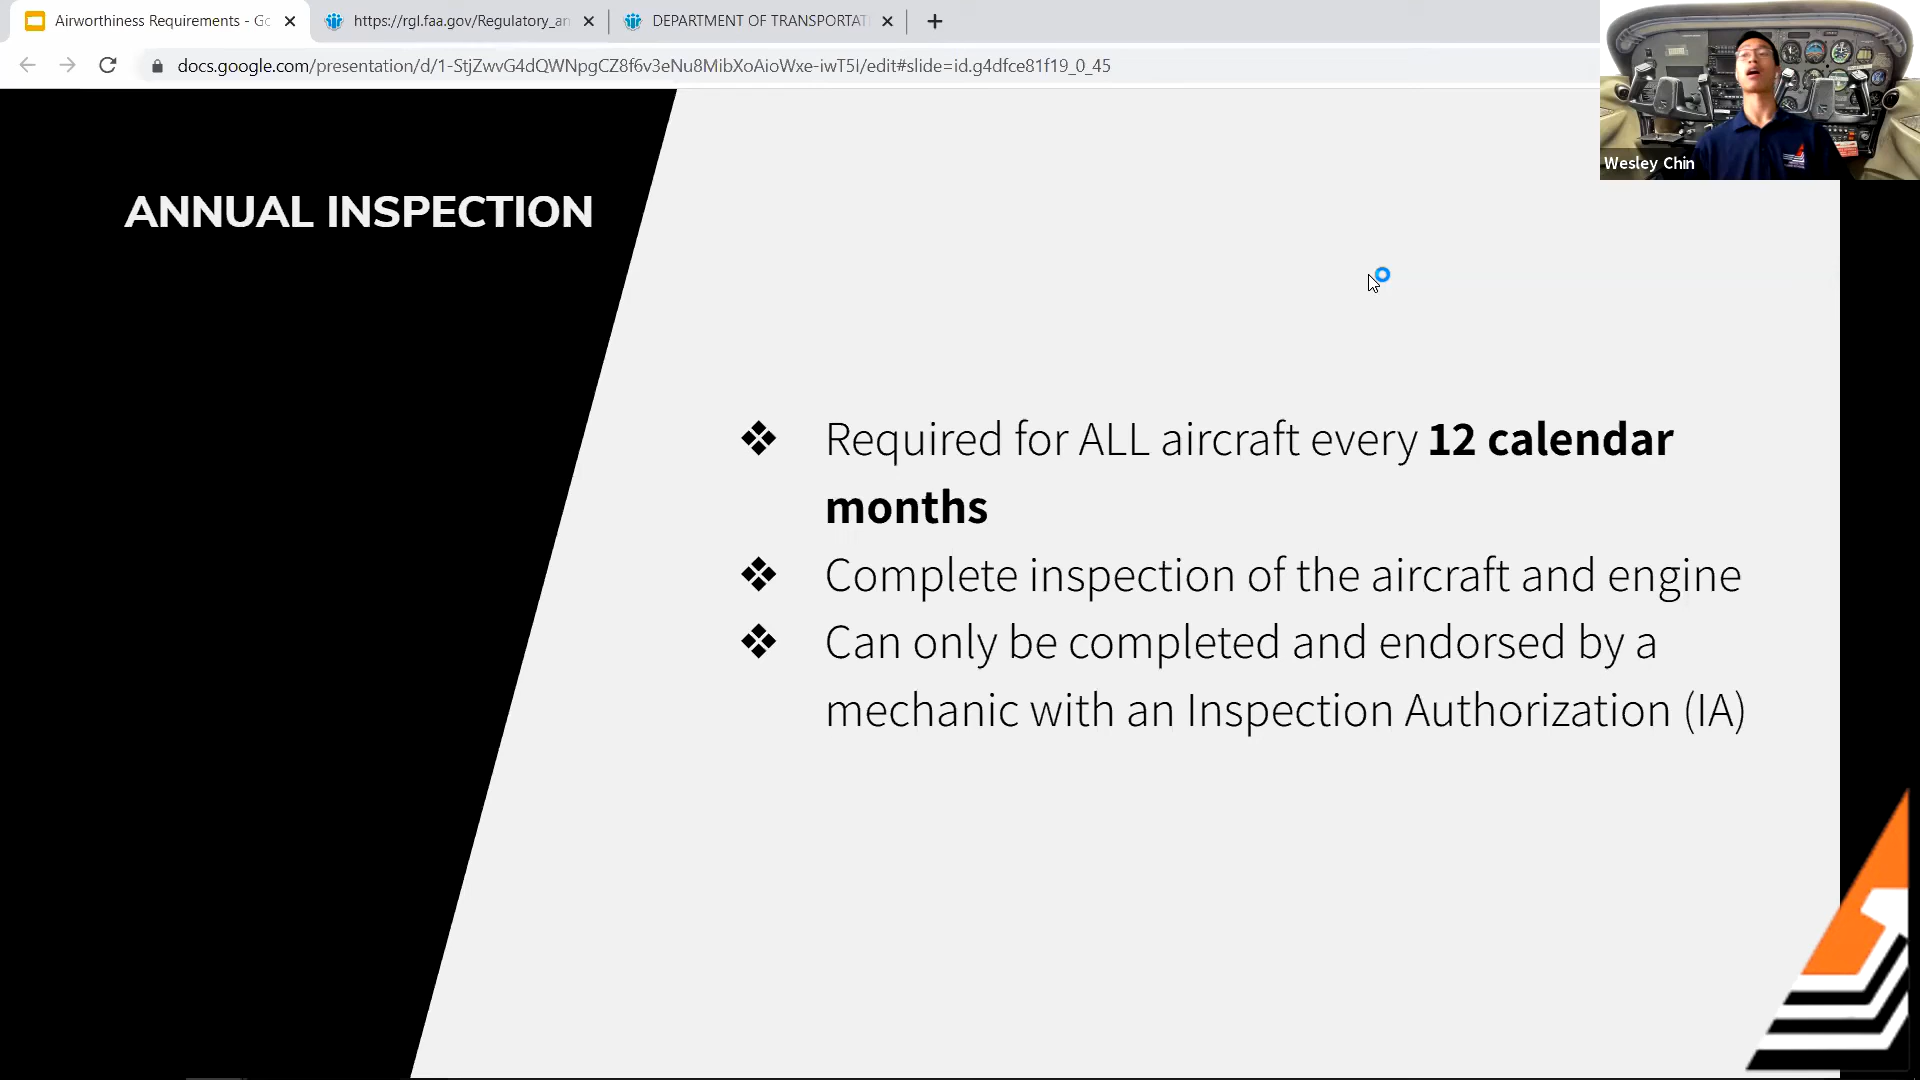 Airworthiness Requirements - Go
https://rgl.faa.gov/Regulatory_an
DEPARTMENT OF TRANSPORTATI
docs.google.com/presentation/d/1-StjZwvG4dQWNpgCZ8f6v3eNu8MibXoAioWxe-iwT5I/edit#slide=id.g4dfce81f19_0_45
Wesley Chin
ANNUAL INSPECTION
❖ Required for ALL aircraft every 12 calendar
months
❖ Complete inspection of the aircraft and engine
❖ Can only be completed and endorsed by a
mechanic with an Inspection Authorization (IA)